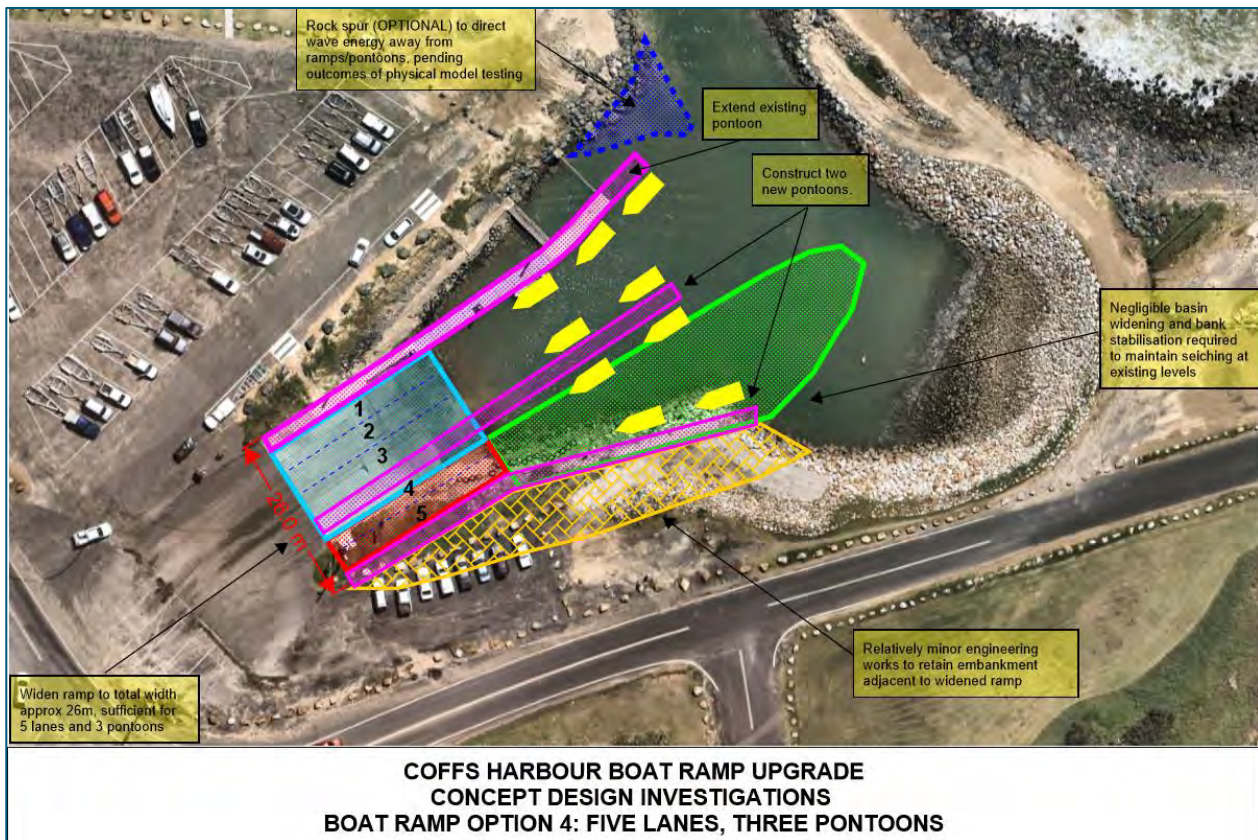 Rock spur (OPTIONAL) to direct
wave energy away from
ramps/pontoons, pending
outcomes of physical model testing
Extend existing
pontoon
Construct two
new pontoons.
Negligible basin
widening and bank
stabilisation required
to maintain seiching at
existing levels
1
2
3
4
5
26.0 m
Relatively minor engineering
works to retain embankment
adjacent to widened ramp
Widen ramp to total width
approx 26m, sufficient for
5 lanes and 3 pontoons
COFFS HARBOUR BOAT RAMP UPGRADE
CONCEPT DESIGN INVESTIGATIONS
BOAT RAMP OPTION 4: FIVE LANES, THREE PONTOONS